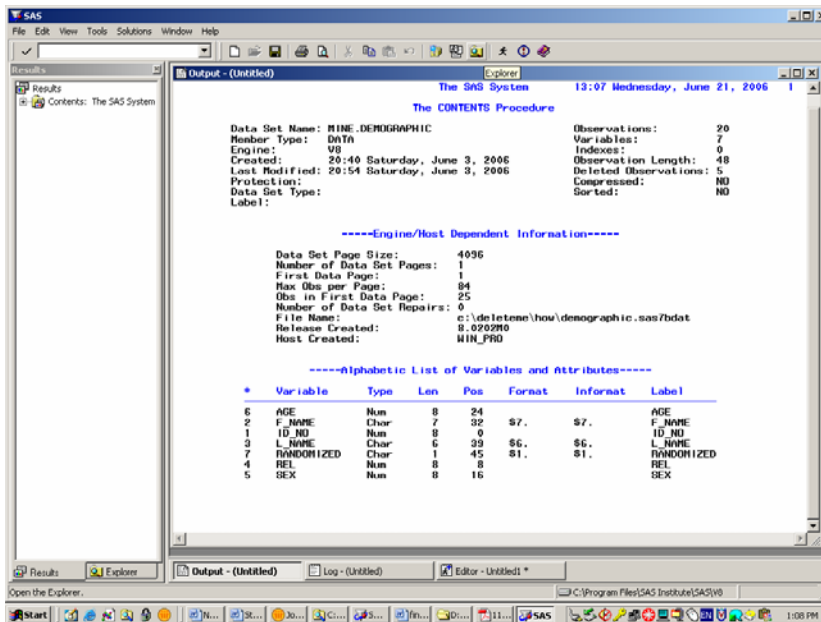 SAS
File Edit View Tools Solutions Window Help
Results
Results
Contents: The SAS System
Output - (Untitled)
Explorer
The SAS System 13:07 Wednesday, June 21, 2006 1
The CONTENTS Procedure
Data Set Name: MINE.DEMOGRAPHIC Observations: 20
Member Type: DATA Variables: 7
Engine: V8 Indexes: 0
Created: 20:40 Saturday, June 3, 2006 Observation Length: 48
Last Modified: 20:54 Saturday, June 3, 2006 Deleted Observations: 5
Protection: Compressed: NO
Data Set Type: Sorted: NO
Label:
-----Engine/Host Dependent Information-----
Data Set Page Size: 4096
Number of Data Set Pages: 1
First Data Page: 1
Max Obs per Page: 84
Obs in First Data Page: 25
Number of Data Set Repairs: 0
File Name: c:\deleteme\how\demographic.sas7bdat
Release Created: 8.0202M0
Host Created: WIN_PRO
-----Alphabetic List of Variables and Attributes-----
# Variable Type Len Pos Format Informat Label
6 AGE Num 8 24 AGE
2 F_NAME Char 7 32 $7. $7. F_NAME
1 ID_NO Num 8 0 ID_NO
3 L_NAME Char 6 39 $6. $6. L_NAME
7 RANDOMIZED Char 1 45 $1. $1. RANDOMIZED
4 REL Num 8 8 REL
5 SEX Num 8 16 SEX
Results Explorer Output - (Untitled) Log - (Untitled) Editor - Untitled1 *
Open the Explorer. C:\Program Files\SAS Institute\SAS\V8
Start N... St... Jo... C:... S... fin... D:... 11... SAS EN 1:08 PM